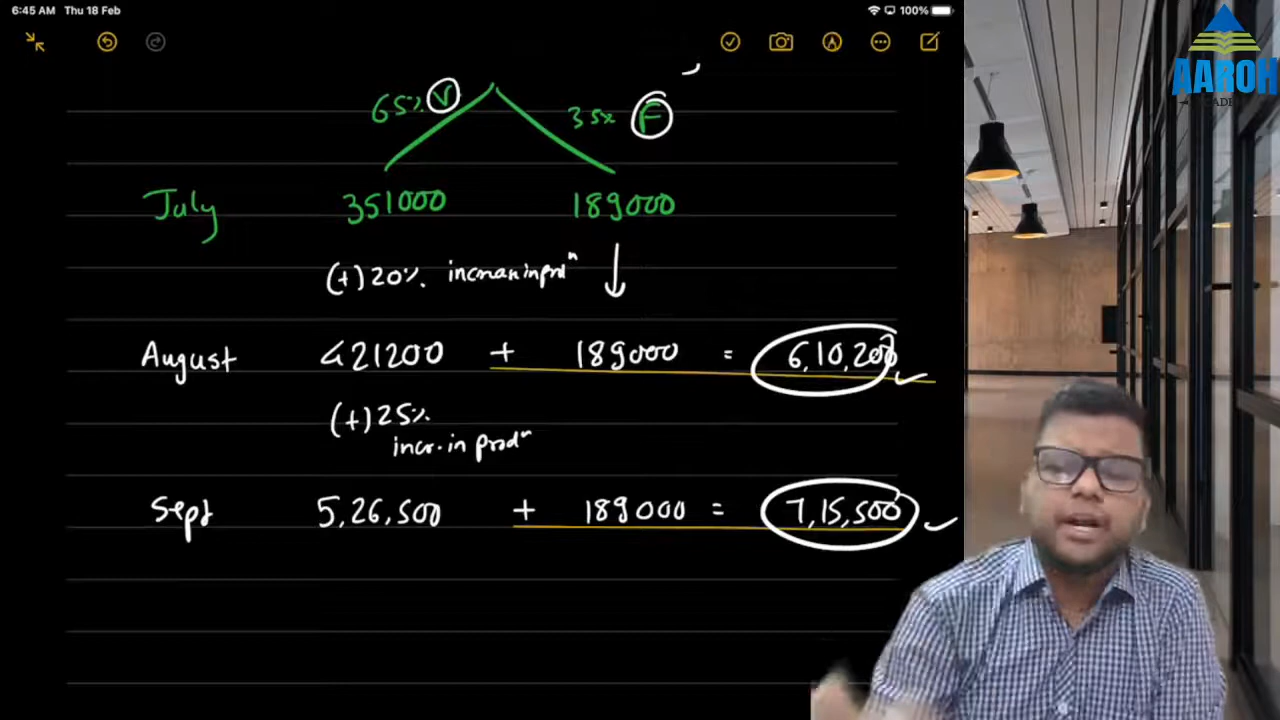 6:45 AM Thu 18 Feb
100%
AAROH
ACADEMY
65% V
35% F
July 351000 189000
(+) 20% increase in prodⁿ
August 421200 + 189000 = 6,10,200
(+) 25%
incr. in prodⁿ
Sept 5,26,500 + 189000 = 7,15,500